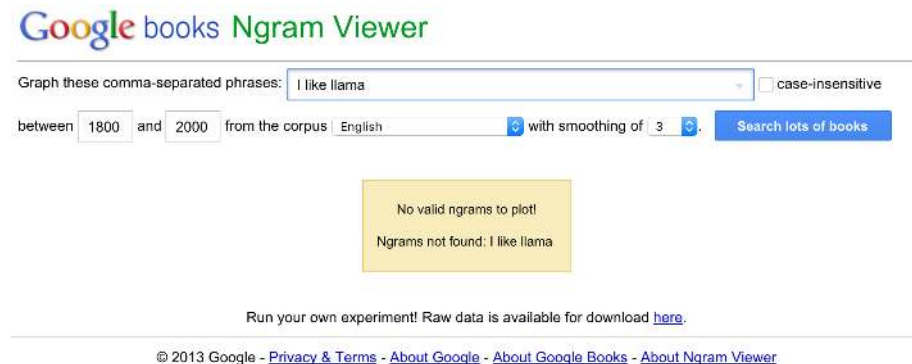 Google books Ngram Viewer
Graph these comma-separated phrases: I like llama case-insensitive
between 1800 and 2000 from the corpus English with smoothing of 3 . Search lots of books
No valid ngrams to plot!
Ngrams not found: I like llama
Run your own experiment! Raw data is available for download here.
© 2013 Google - Privacy & Terms - About Google - About Google Books - About Ngram Viewer